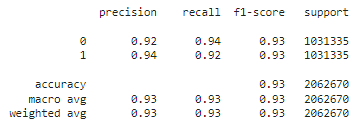 precision recall f1-score support
0 0.92 0.94 0.93 1031335
1 0.94 0.92 0.93 1031335
accuracy 0.93 2062670
macro avg 0.93 0.93 0.93 2062670
weighted avg 0.93 0.93 0.93 2062670